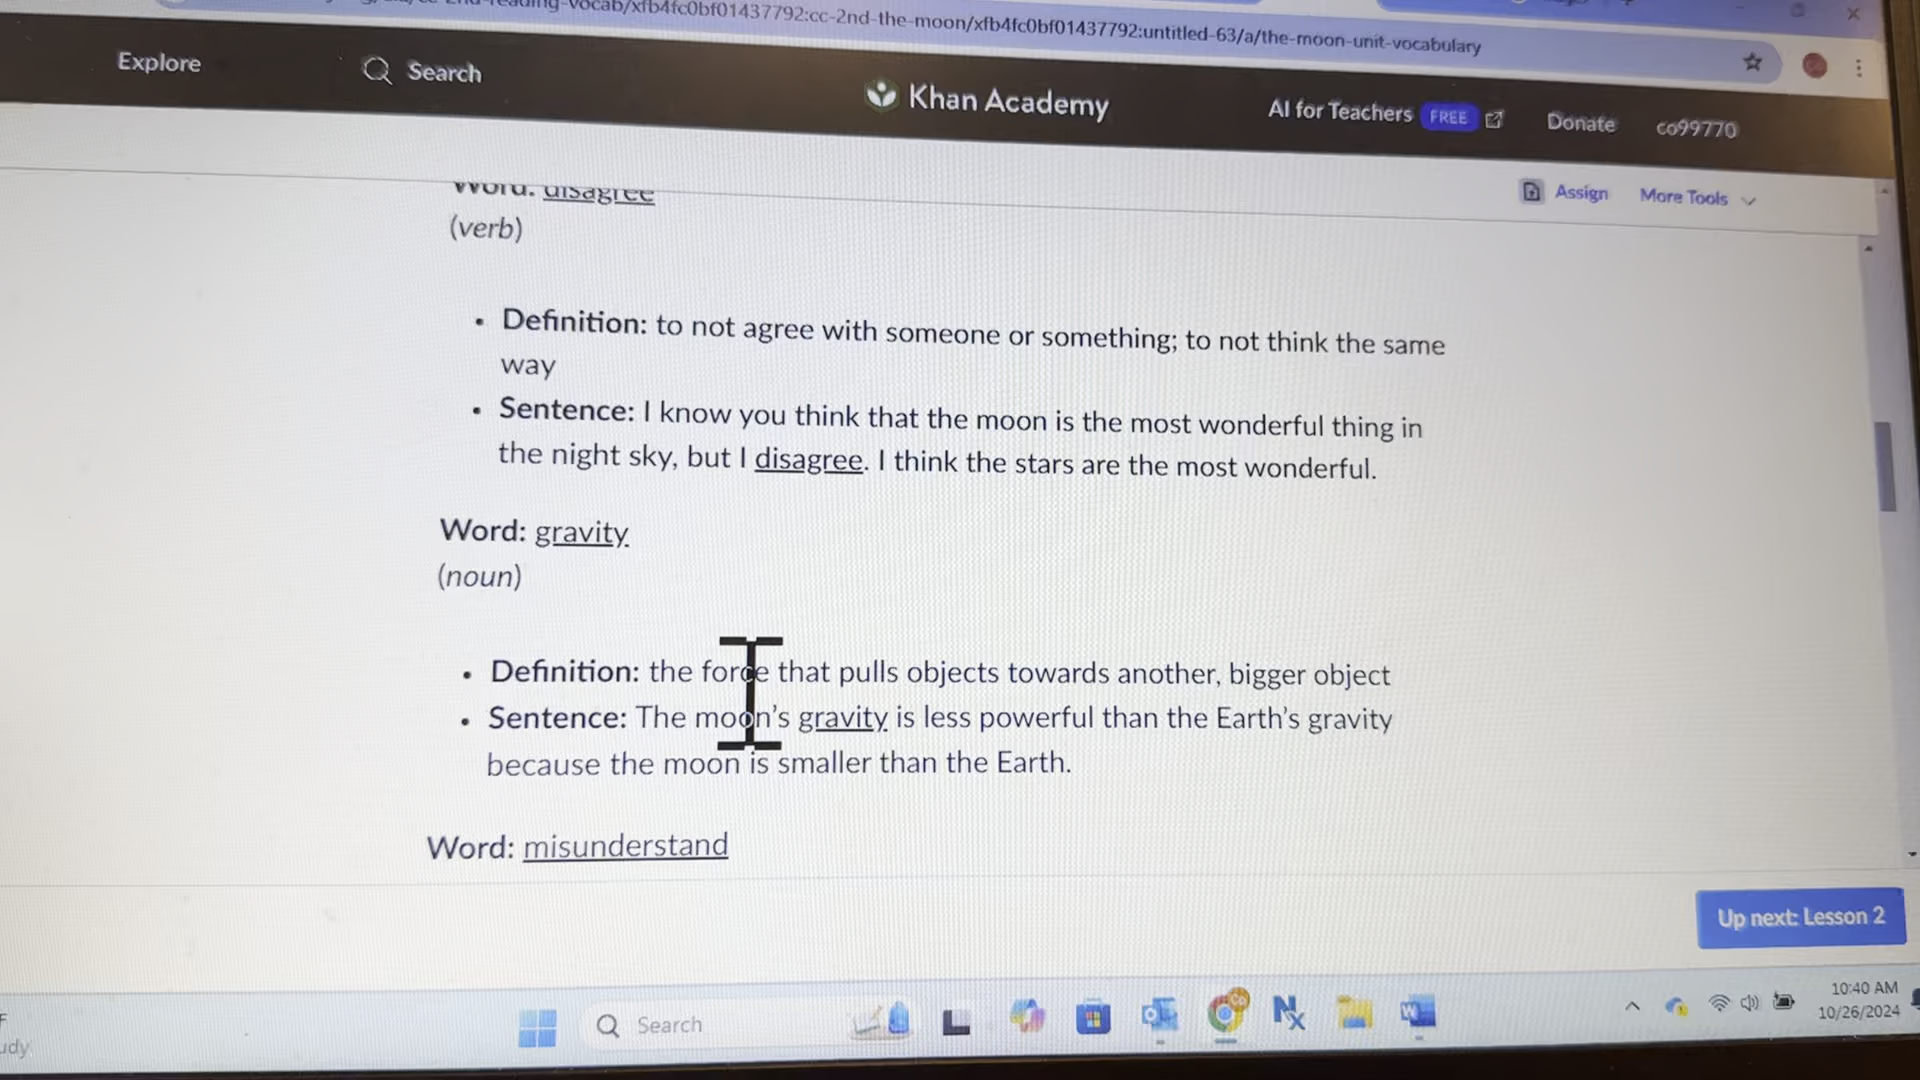 vocab/xfb4fc0bf01437792:cc-2nd-the-moon/xfb4fc0bf01437792:untitled-63/a/the-moon-unit-vocabulary
Explore
Search
Khan Academy
AI for Teachers FREE
Donate
co99770
Assign
More Tools
Word: disagree
(verb)
• Definition: to not agree with someone or something; to not think the same
way
• Sentence: I know you think that the moon is the most wonderful thing in
the night sky, but I disagree. I think the stars are the most wonderful.
Word: gravity
(noun)
• Definition: the force that pulls objects towards another, bigger object
• Sentence: The moon's gravity is less powerful than the Earth's gravity
because the moon is smaller than the Earth.
Word: misunderstand
Up next: Lesson 2
Search
10:40 AM
10/26/2024